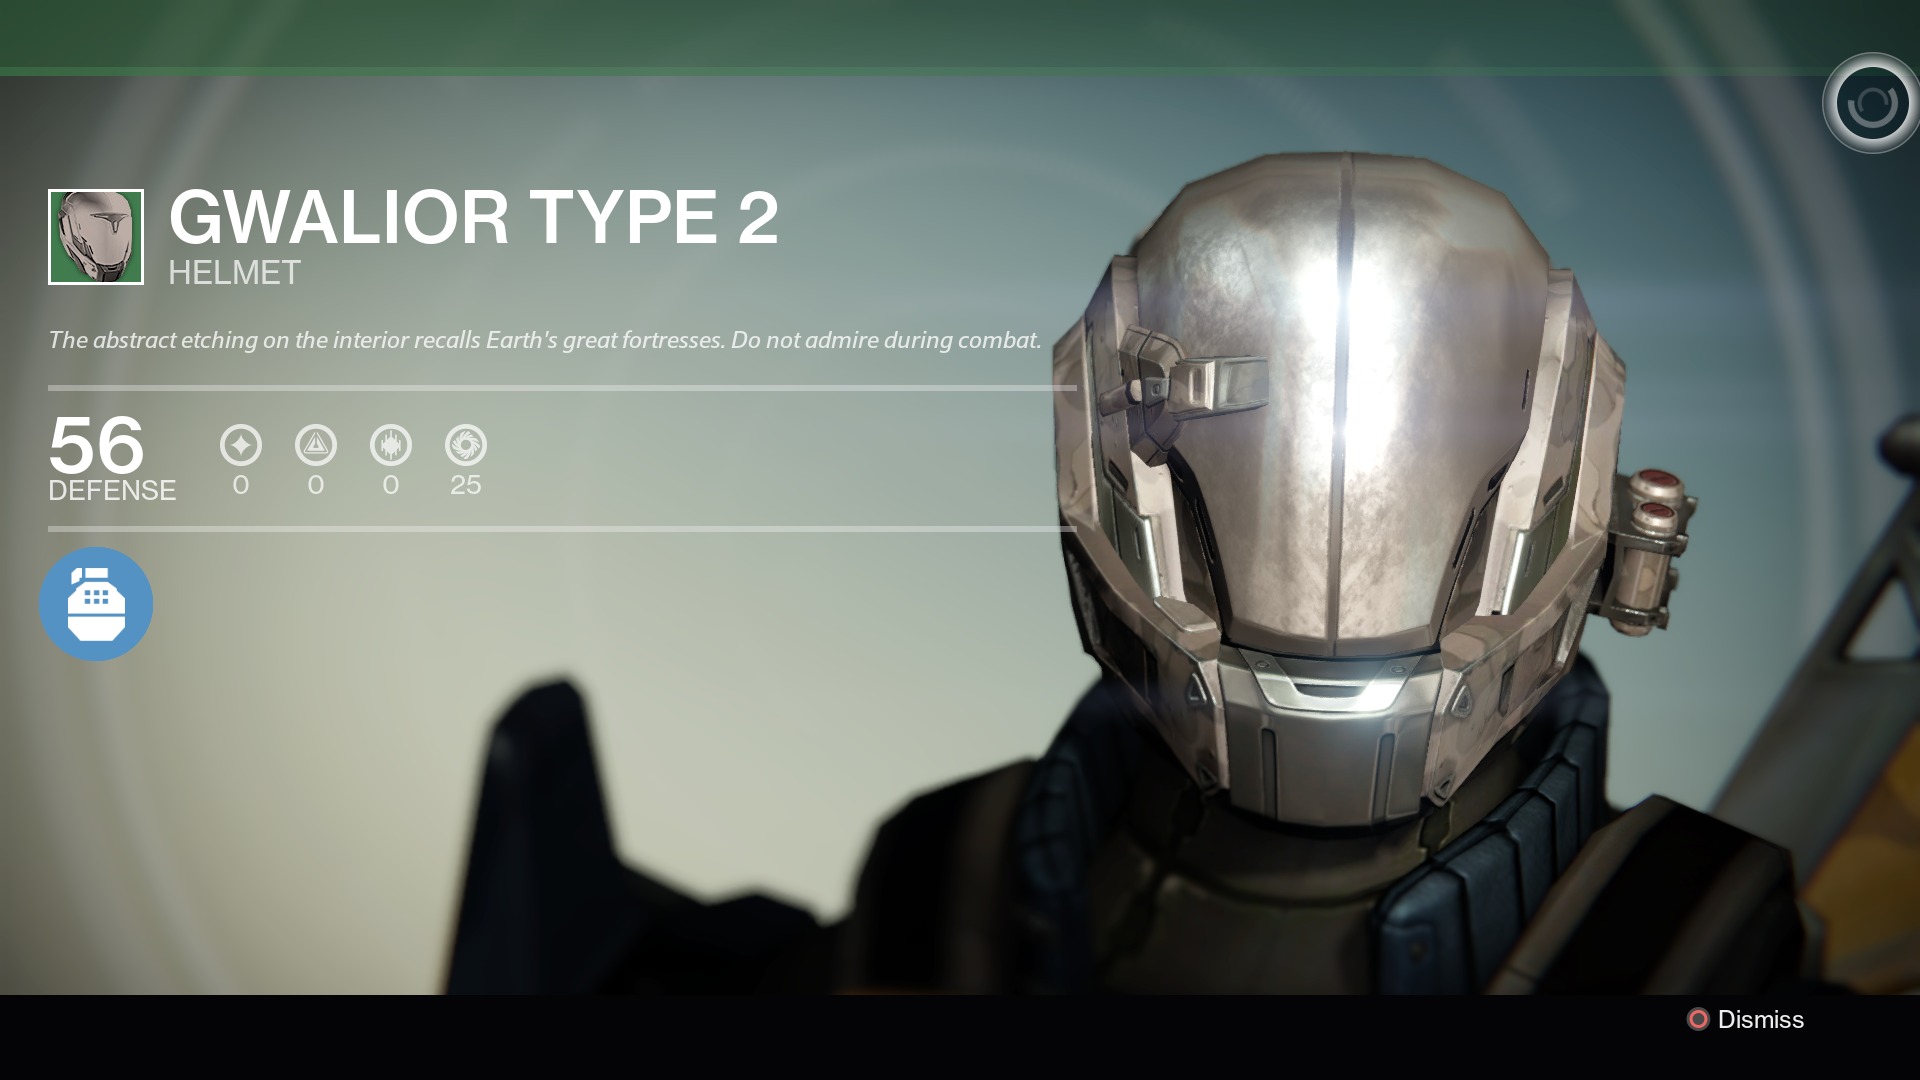 GWALIOR TYPE 2
HELMET
The abstract etching on the interior recalls Earth's great fortresses. Do not admire during combat.
56
DEFENSE
0 0 0 25
Dismiss